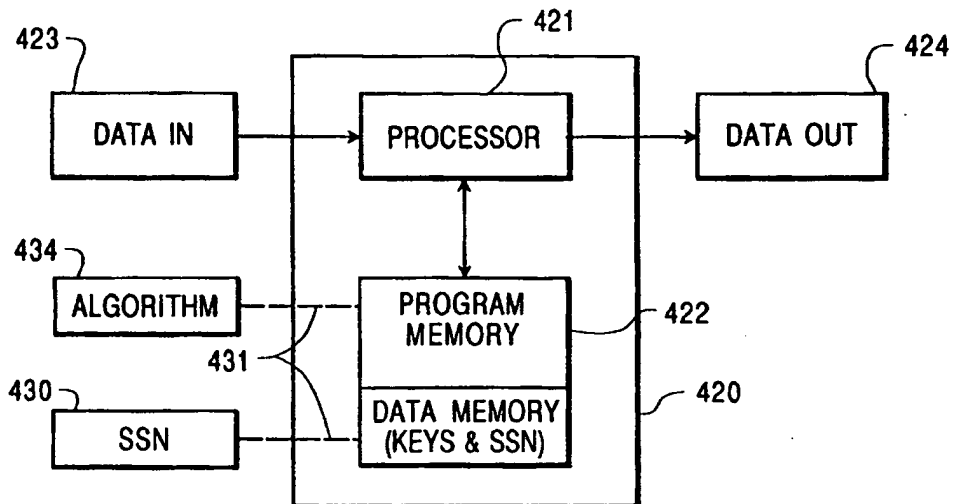 423
421
424
DATA IN
PROCESSOR
DATA OUT
434
ALGORITHM
PROGRAM
MEMORY
422
431
430
SSN
DATA MEMORY
(KEYS & SSN)
420